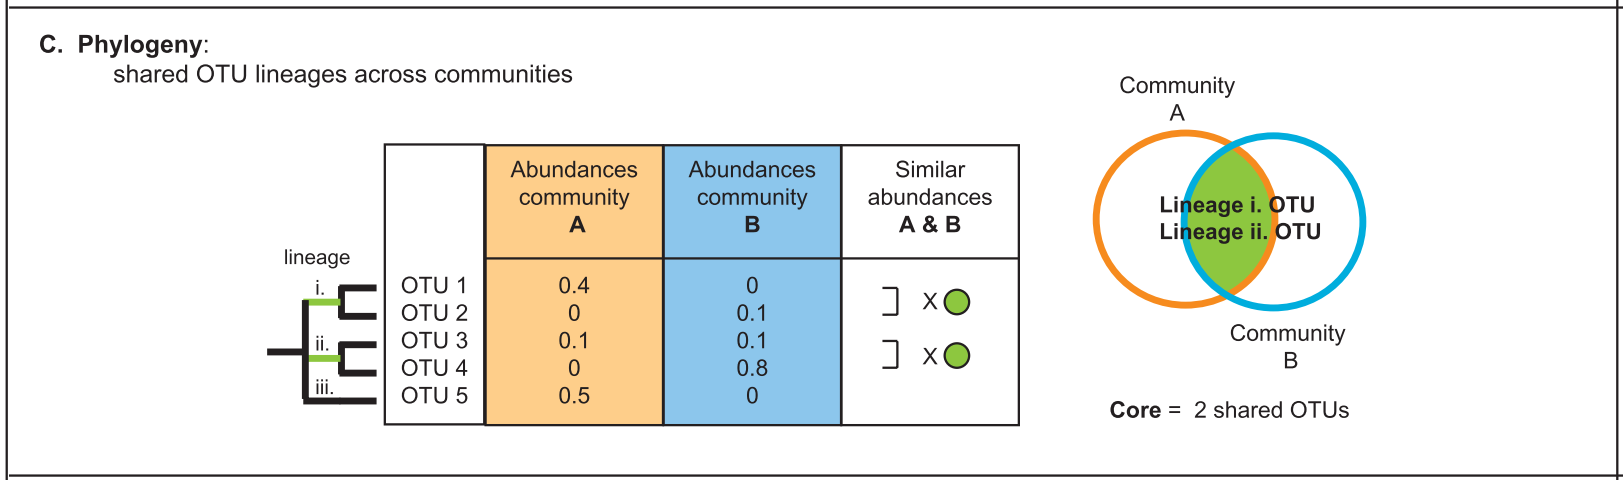 C. Phylogeny:
shared OTU lineages across communities
Community
A
Abundances
community
A
Abundances
community
B
Similar
abundances
A & B
Lineage i. OTU
Lineage ii. OTU
lineage
i.
OTU 1 0.4 0
X
OTU 2 0 0.1
ii.
OTU 3 0.1 0.1
X
OTU 4 0 0.8
iii.
OTU 5 0.5 0
Community
B
Core = 2 shared OTUs